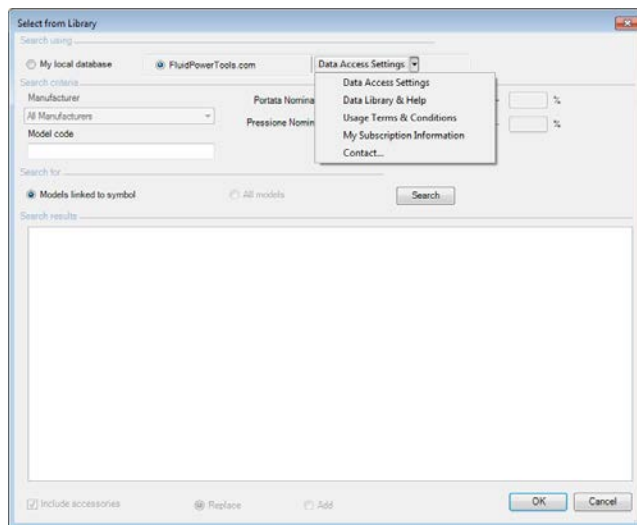 Select from Library
Search using
My local database
FluidPowerTools.com
Data Access Settings
Search criteria
Data Access Settings
Manufacturer
Portata Nomina
Data Library & Help
%
All Manufacturers
Usage Terms & Conditions
Model code
Pressione Nomin
%
My Subscription Information
Contact...
Search for
Models linked to symbol
All models
Search
Search results
Include accessories
Replace
Add
OK
Cancel